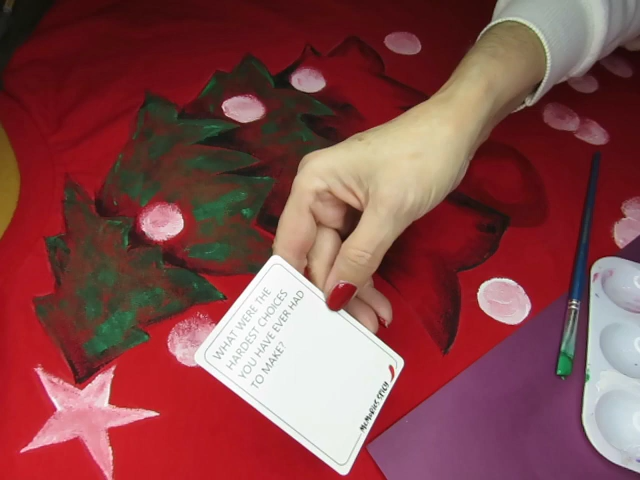 WHAT WERE THE
HARDEST CHOICES
YOU HAVE EVER HAD
TO MAKE?